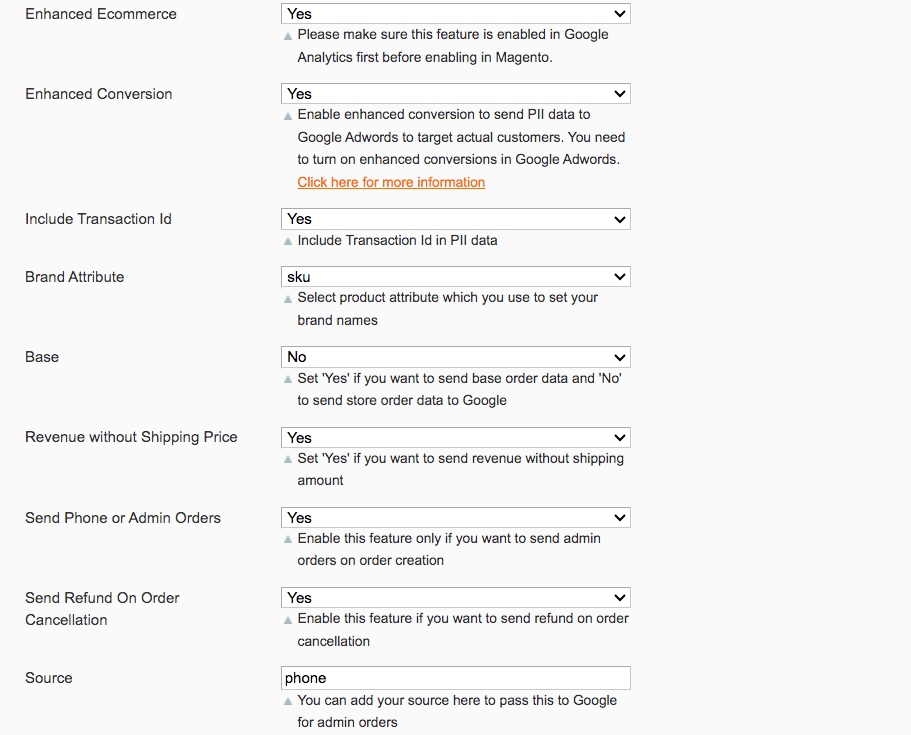 Enhanced Ecommerce
Yes
Please make sure this feature is enabled in Google
Analytics first before enabling in Magento.
Enhanced Conversion
Yes
Enable enhanced conversion to send PII data to
Google Adwords to target actual customers. You need
to turn on enhanced conversions in Google Adwords.
Click here for more information
Include Transaction Id
Yes
Include Transaction Id in PII data
Brand Attribute
sku
Select product attribute which you use to set your
brand names
Base
No
Set 'Yes' if you want to send base order data and 'No'
to send store order data to Google
Revenue without Shipping Price
Yes
Set 'Yes' if you want to send revenue without shipping
amount
Send Phone or Admin Orders
Yes
Enable this feature only if you want to send admin
orders on order creation
Send Refund On Order
Cancellation
Yes
Enable this feature if you want to send refund on order
cancellation
Source
phone
You can add your source here to pass this to Google
for admin orders